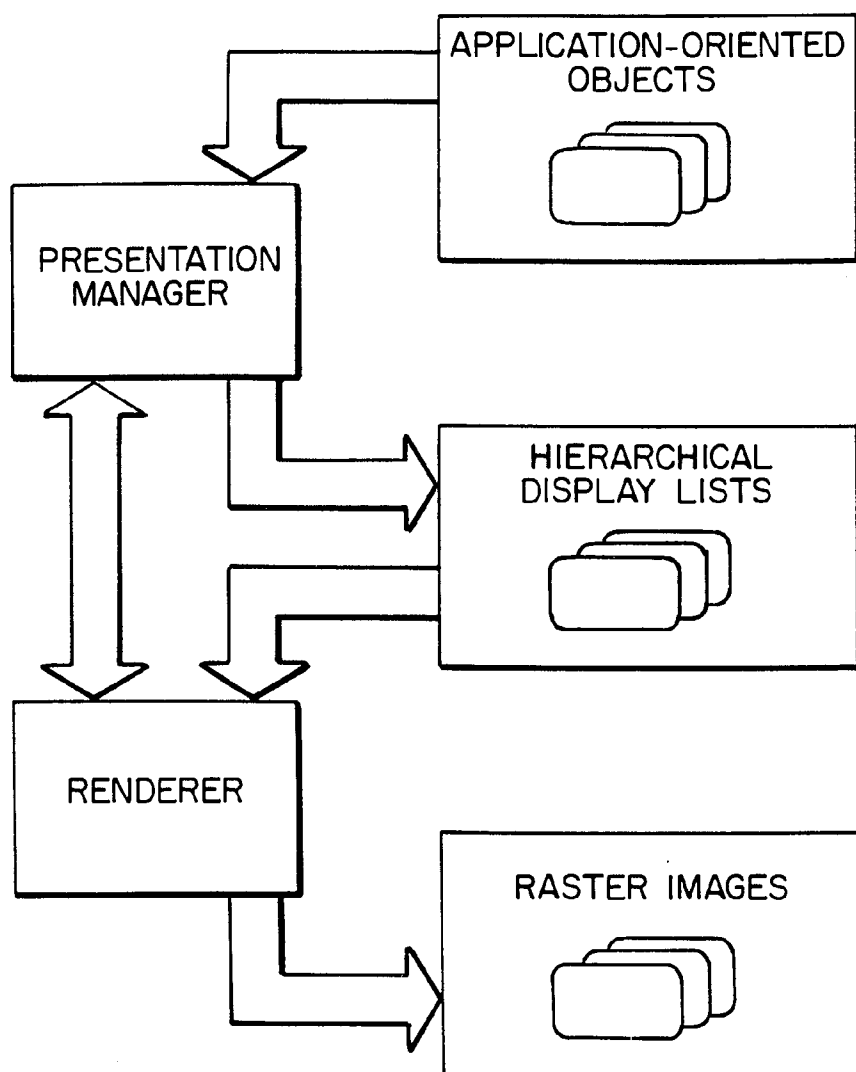 APPLICATION-ORIENTED
OBJECTS
PRESENTATION
MANAGER
HIERARCHICAL
DISPLAY LISTS
RENDERER
RASTER IMAGES